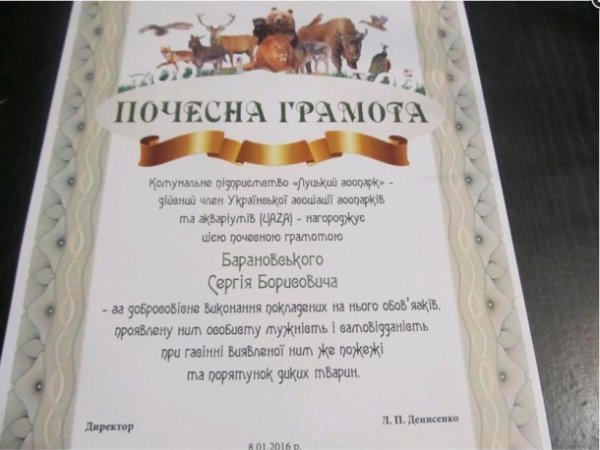 ПОЧЕСНА ГРАМОТА
Комунальне підприємство «Луцький зоопарк» -
дійсний член Української асоціації зоопарків
та акваріумів (UAZA) - нагороджує
цією почесною грамотою
Барановського
Сергія Борисовича
- за добросовісне виконання покладених на нього обов'язків,
проявлену ним особисту мужність і самовідданість
при гасінні виявленої ним же пожежі
та порятунок диких тварин.
Директор Л. П. Денисенко
8.01.2016 р.